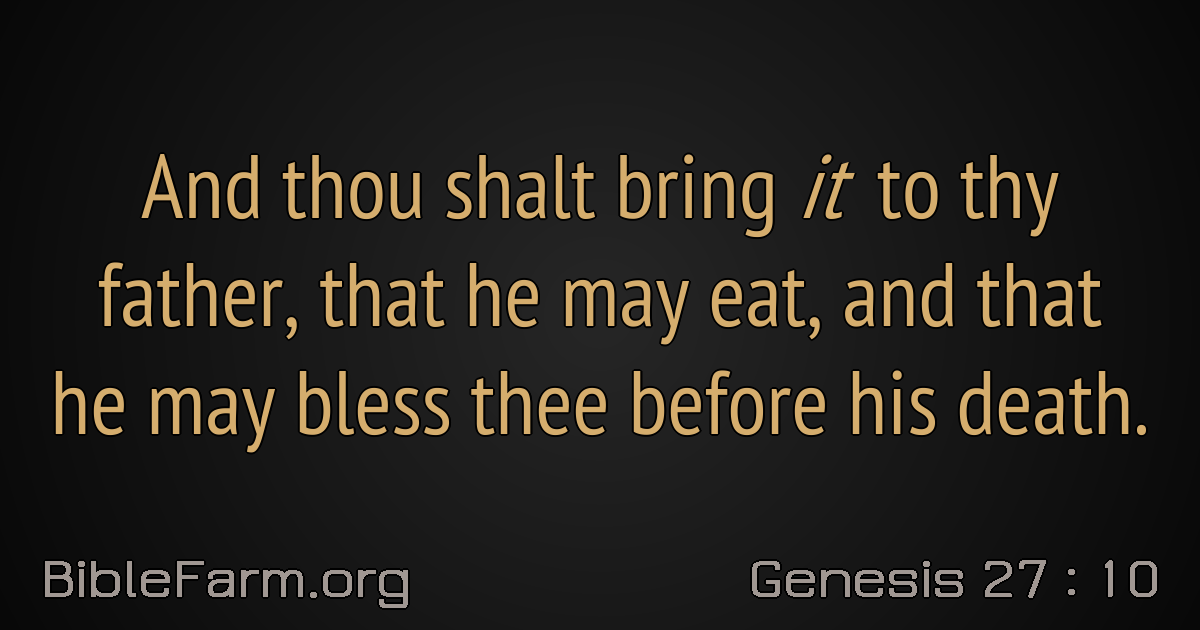 And thou shalt bring it to thy
father, that he may eat, and that
he may bless thee before his death.
BibleFarm.org
Genesis 27 : 10